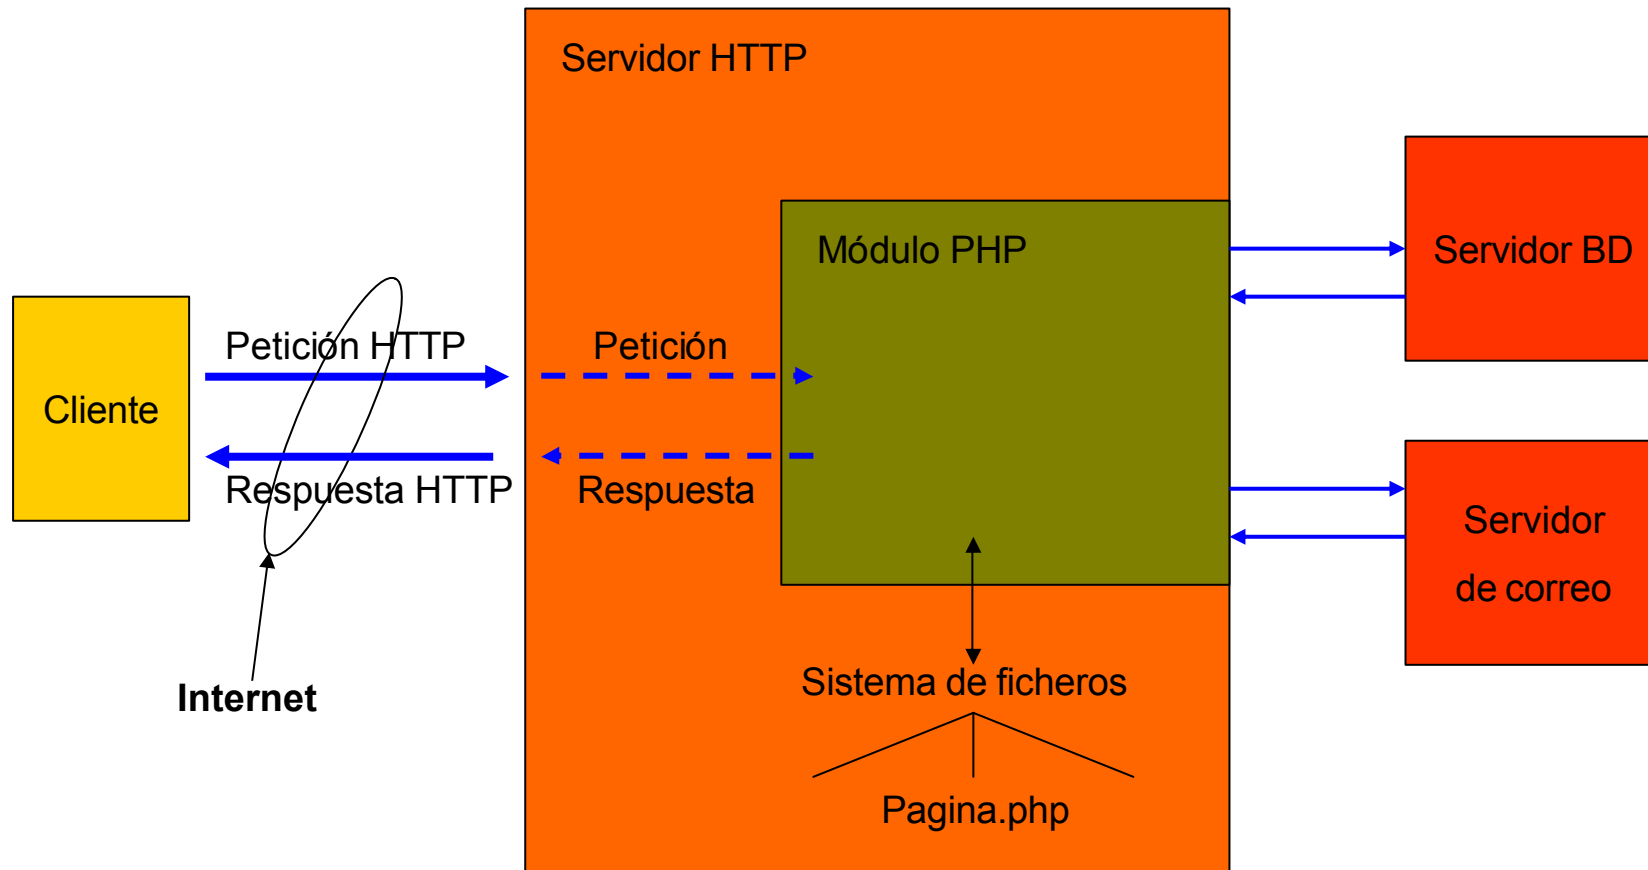 Servidor HTTP
Módulo PHP
Servidor BD
Petición HTTP
Petición
Cliente
Respuesta HTTP
Respuesta
Servidor
de correo
Internet
Sistema de ficheros
Pagina.php